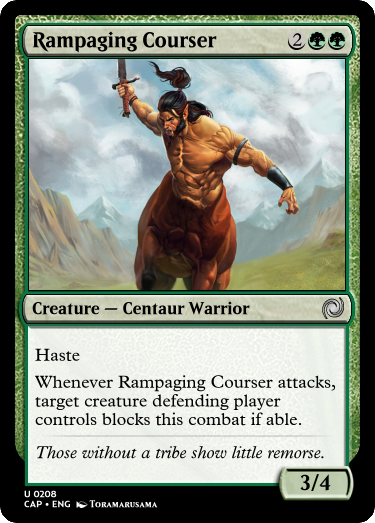 Rampaging Courser 2
Creature — Centaur Warrior
Haste
Whenever Rampaging Courser attacks,
target creature defending player
controls blocks this combat if able.
Those without a tribe show little remorse.
3/4
U 0208
CAP • ENG Toramarusama